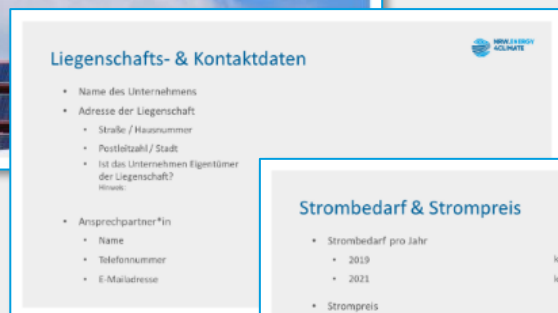 Liegenschafts- & Kontaktdaten
NRW.ENERGY
4CLIMATE
• Name des Unternehmens
• Adresse der Liegenschaft
• Straße / Hausnummer
• Postleitzahl / Stadt
• Ist das Unternehmen Eigentümer
der Liegenschaft?
Hinweis:
• Ansprechpartner*in
• Name
• Telefonnummer
• E-Mailadresse
Strombedarf & Strompreis
• Strombedarf pro Jahr
• 2019
• 2021
• Strompreis